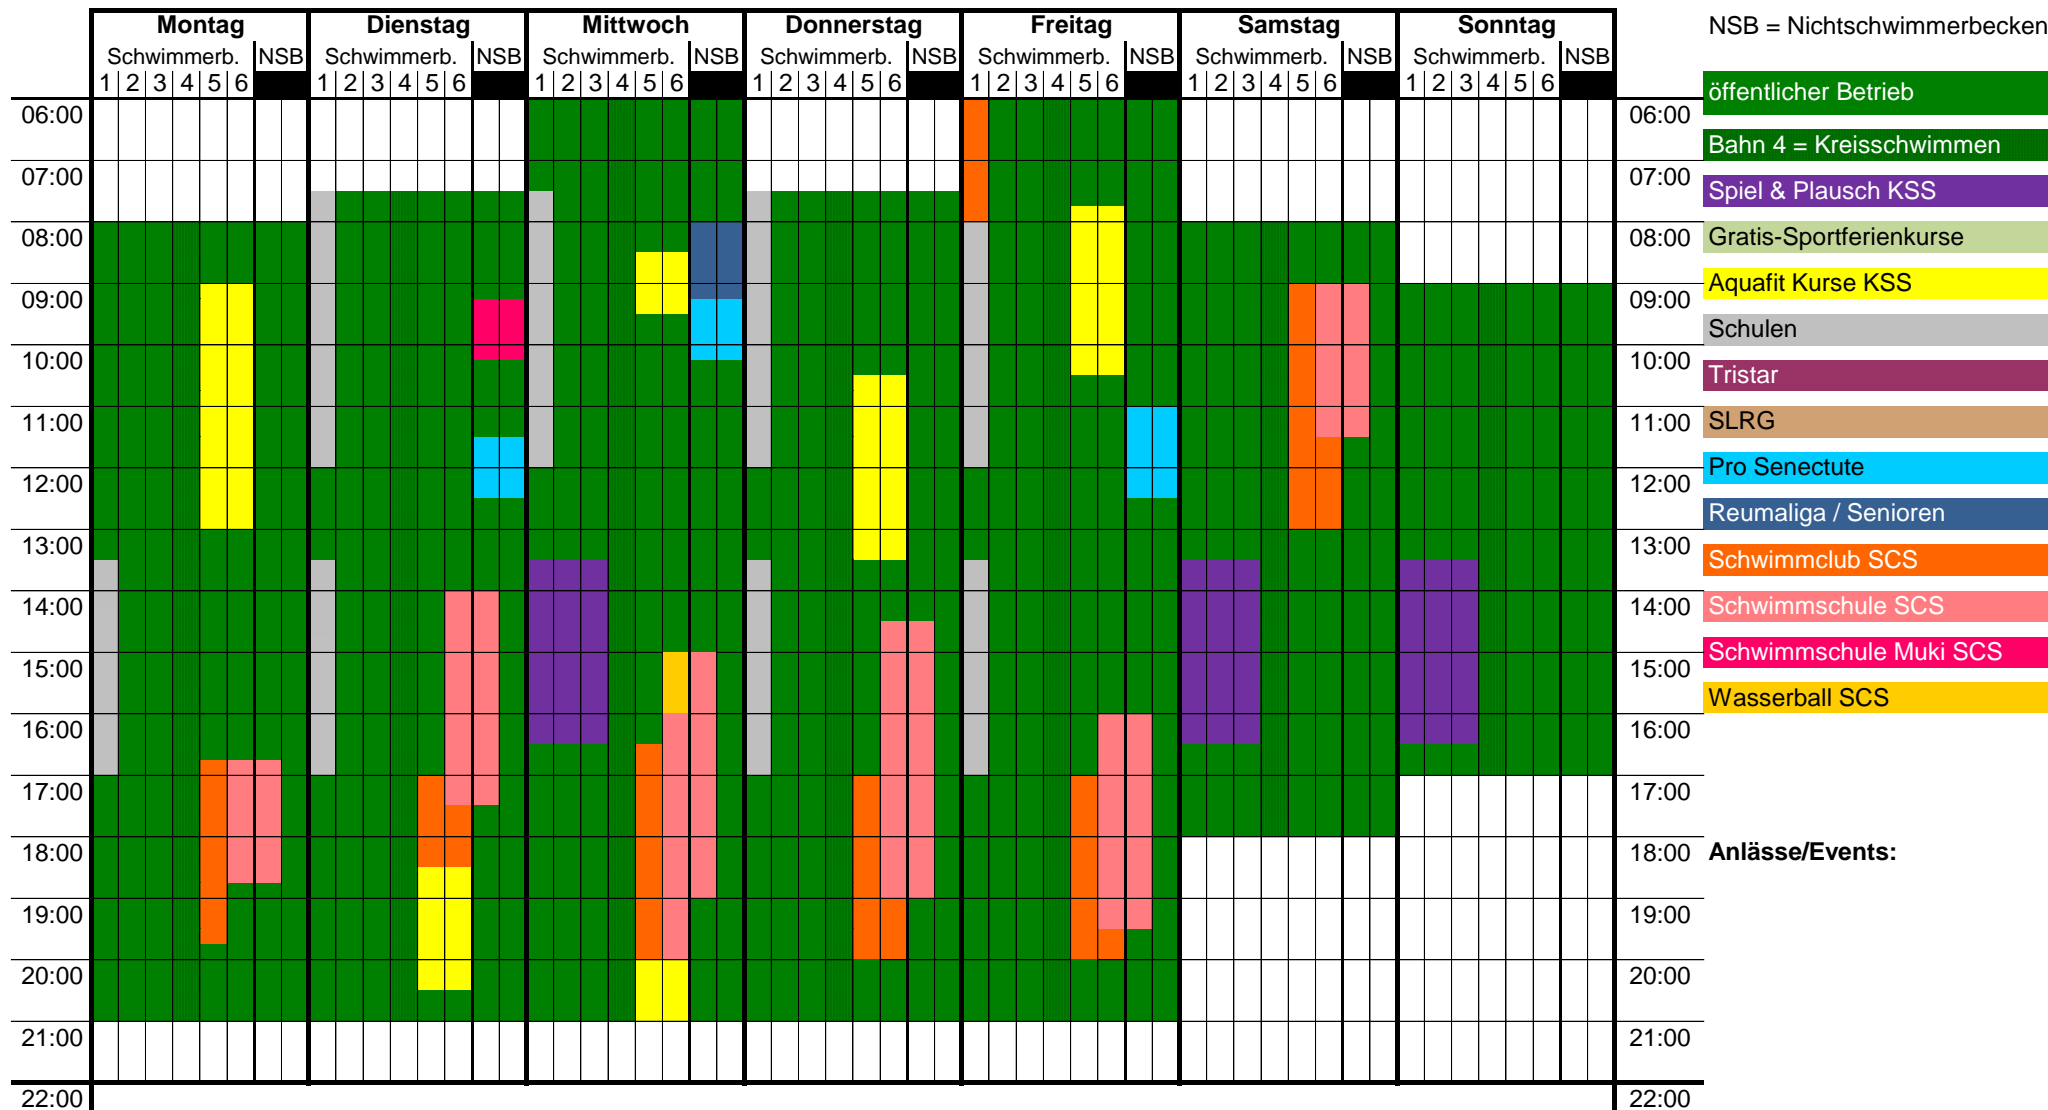 Montag Dienstag Mittwoch Donnerstag Freitag Samstag Sonntag NSB = Nichtschwimmerbecken
Schwimmerb. NSB Schwimmerb. NSB Schwimmerb. NSB Schwimmerb. NSB Schwimmerb. NSB Schwimmerb. NSB Schwimmerb. NSB
1 2 3 4 5 6 1 2 3 4 5 6 1 2 3 4 5 6 1 2 3 4 5 6 1 2 3 4 5 6 1 2 3 4 5 6 1 2 3 4 5 6
öffentlicher Betrieb
06:00 06:00
Bahn 4 = Kreisschwimmen
07:00 07:00
Spiel & Plausch KSS
08:00 08:00 Gratis-Sportferienkurse
Aquafit Kurse KSS
09:00 09:00
Schulen
10:00 10:00
Tristar
11:00 11:00 SLRG
Pro Senectute
12:00 12:00
Reumaliga / Senioren
13:00 13:00
Schwimmclub SCS
14:00 14:00 Schwimmschule SCS
Schwimmschule Muki SCS
15:00 15:00
Wasserball SCS
16:00 16:00
17:00 17:00
18:00 18:00 Anlässe/Events:
19:00 19:00
20:00 20:00
21:00 21:00
22:00 22:00